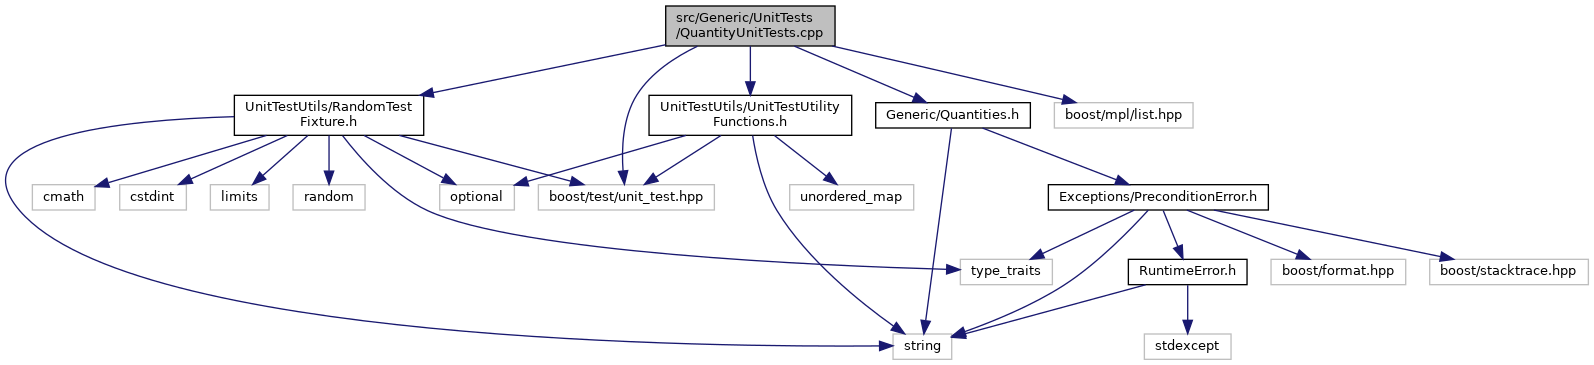 src/Generic/UnitTests
/QuantityUnitTests.cpp
UnitTestUtils/RandomTest
Fixture.h
UnitTestUtils/UnitTestUtility
Functions.h
Generic/Quantities.h
boost/mpl/list.hpp
cmath
cstdint
limits
random
optional
boost/test/unit_test.hpp
unordered_map
Exceptions/PreconditionError.h
type_traits
RuntimeError.h
boost/format.hpp
boost/stacktrace.hpp
string
stdexcept